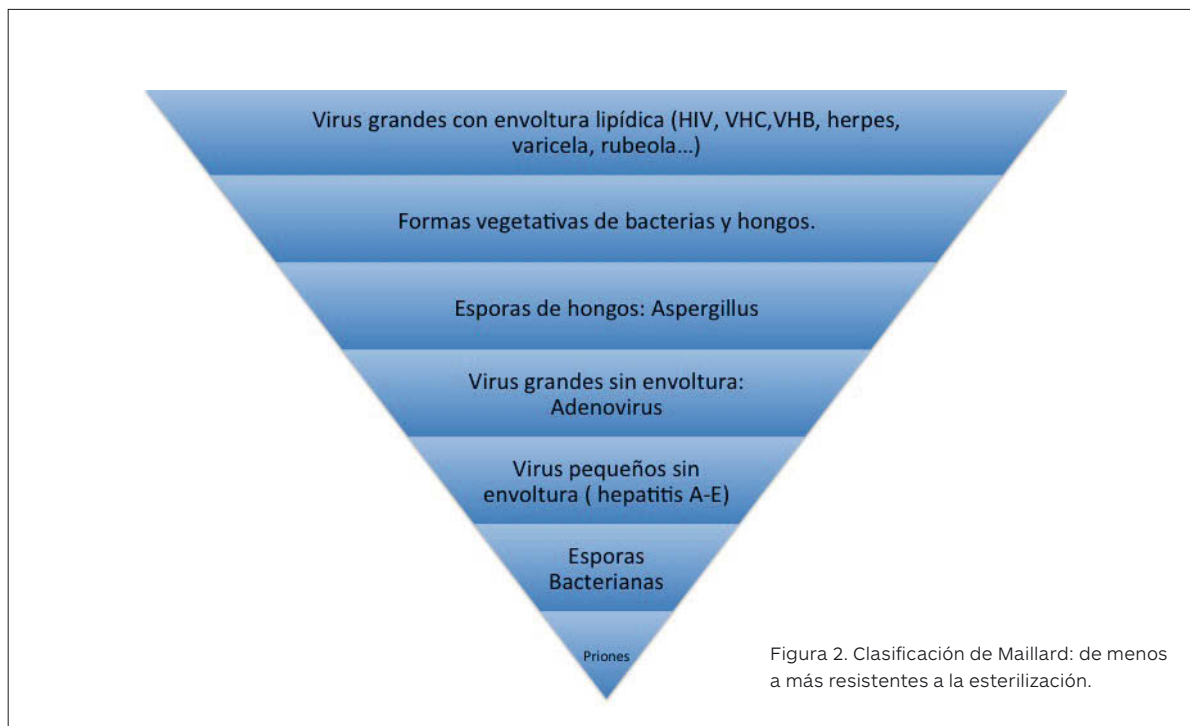 Virus grandes con envoltura lipídica (HIV, VHC,VHB, herpes,
varicela, rubeola...)
Formas vegetativas de bacterias y hongos.
Esporas de hongos: Aspergillus
Virus grandes sin envoltura:
Adenovirus
Virus pequeños sin
envoltura ( hepatitis A-E)
Esporas
Bacterianas
Priones
Figura 2. Clasificación de Maillard: de menos
a más resistentes a la esterilización.